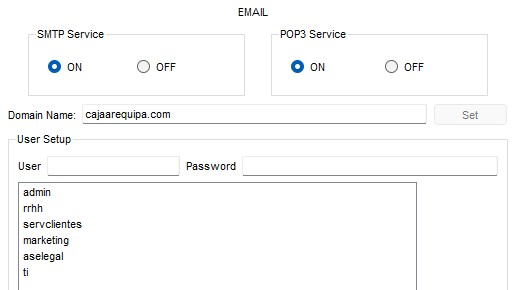 EMAIL
SMTP Service
POP3 Service
ON
OFF
ON
OFF
Domain Name: cajaarequipa.com Set
User Setup
User Password
admin
rrhh
servclientes
marketing
aselegal
ti